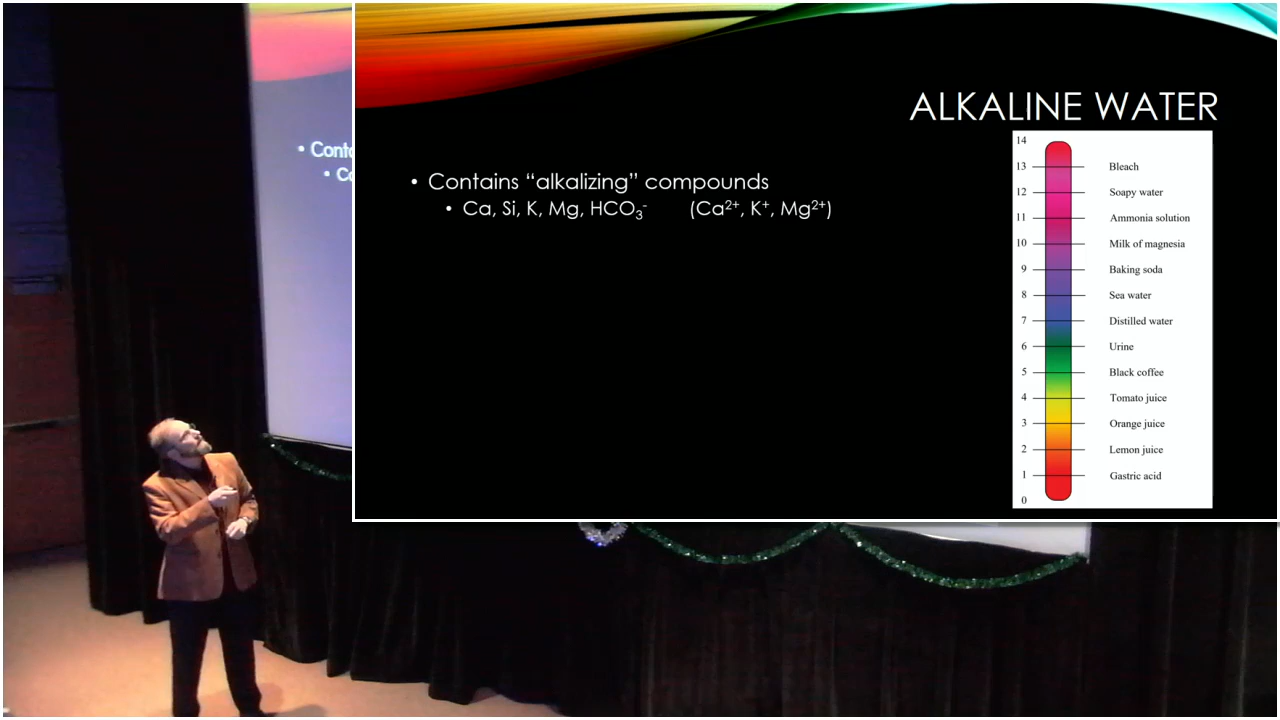 ALKALINE WATER
• Contains “alkalizing” compounds
• Ca, Si, K, Mg, HCO₃⁻ (Ca²⁺, K⁺, Mg²⁺)
14
13 Bleach
12 Soapy water
11 Ammonia solution
10 Milk of magnesia
9 Baking soda
8 Sea water
7 Distilled water
6 Urine
5 Black coffee
4 Tomato juice
3 Orange juice
2 Lemon juice
1 Gastric acid
0